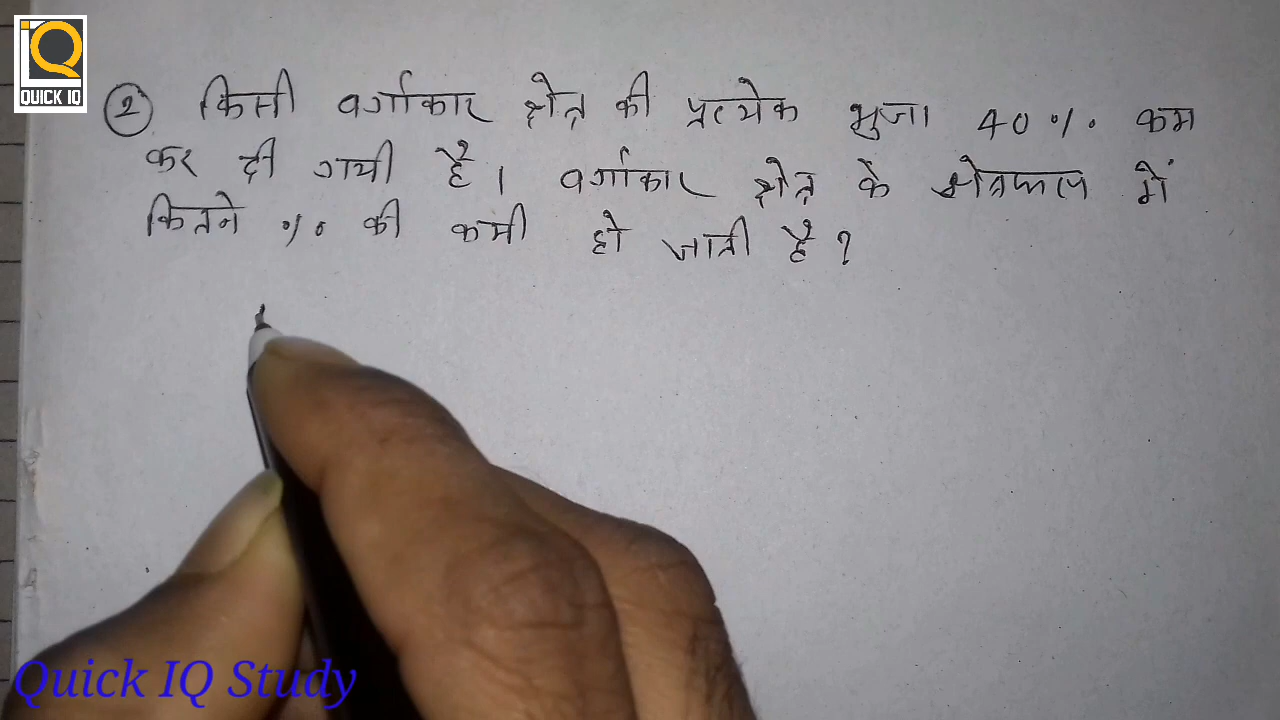 QUICK IQ
2 किसी वर्गाकार क्षेत्र की प्रत्येक भुजा 40% कम
कर दी गयी है। वर्गाकार क्षेत्र के क्षेत्रफल में
कितने % की कमी हो जाती है?
Quick IQ Study